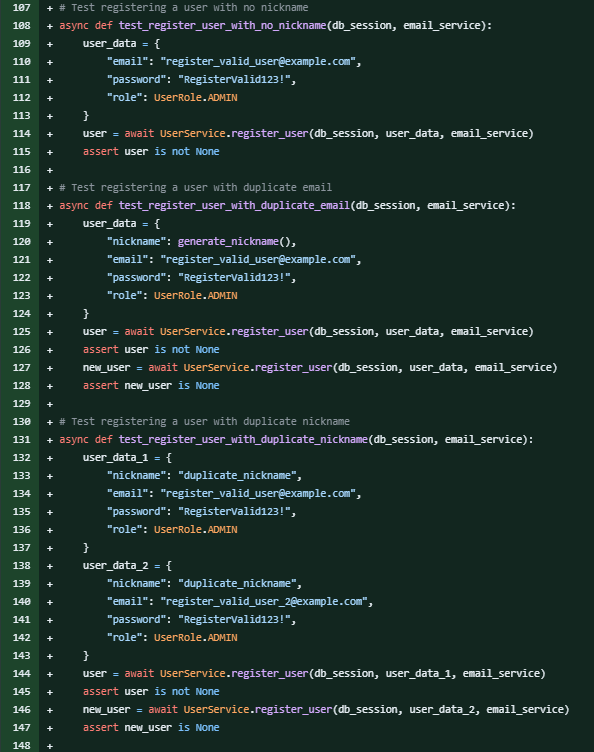 107 + # Test registering a user with no nickname
108 + async def test_register_user_with_no_nickname(db_session, email_service):
109 +     user_data = {
110 +         "email": "register_valid_user@example.com",
111 +         "password": "RegisterValid123!",
112 +         "role": UserRole.ADMIN
113 +     }
114 +     user = await UserService.register_user(db_session, user_data, email_service)
115 +     assert user is not None
116 +
117 + # Test registering a user with duplicate email
118 + async def test_register_user_with_duplicate_email(db_session, email_service):
119 +     user_data = {
120 +         "nickname": generate_nickname(),
121 +         "email": "register_valid_user@example.com",
122 +         "password": "RegisterValid123!",
123 +         "role": UserRole.ADMIN
124 +     }
125 +     user = await UserService.register_user(db_session, user_data, email_service)
126 +     assert user is not None
127 +     new_user = await UserService.register_user(db_session, user_data, email_service)
128 +     assert new_user is None
129 +
130 + # Test registering a user with duplicate nickname
131 + async def test_register_user_with_duplicate_nickname(db_session, email_service):
132 +     user_data_1 = {
133 +         "nickname": "duplicate_nickname",
134 +         "email": "register_valid_user@example.com",
135 +         "password": "RegisterValid123!",
136 +         "role": UserRole.ADMIN
137 +     }
138 +     user_data_2 = {
139 +         "nickname": "duplicate_nickname",
140 +         "email": "register_valid_user_2@example.com",
141 +         "password": "RegisterValid123!",
142 +         "role": UserRole.ADMIN
143 +     }
144 +     user = await UserService.register_user(db_session, user_data_1, email_service)
145 +     assert user is not None
146 +     new_user = await UserService.register_user(db_session, user_data_2, email_service)
147 +     assert new_user is None
148 +